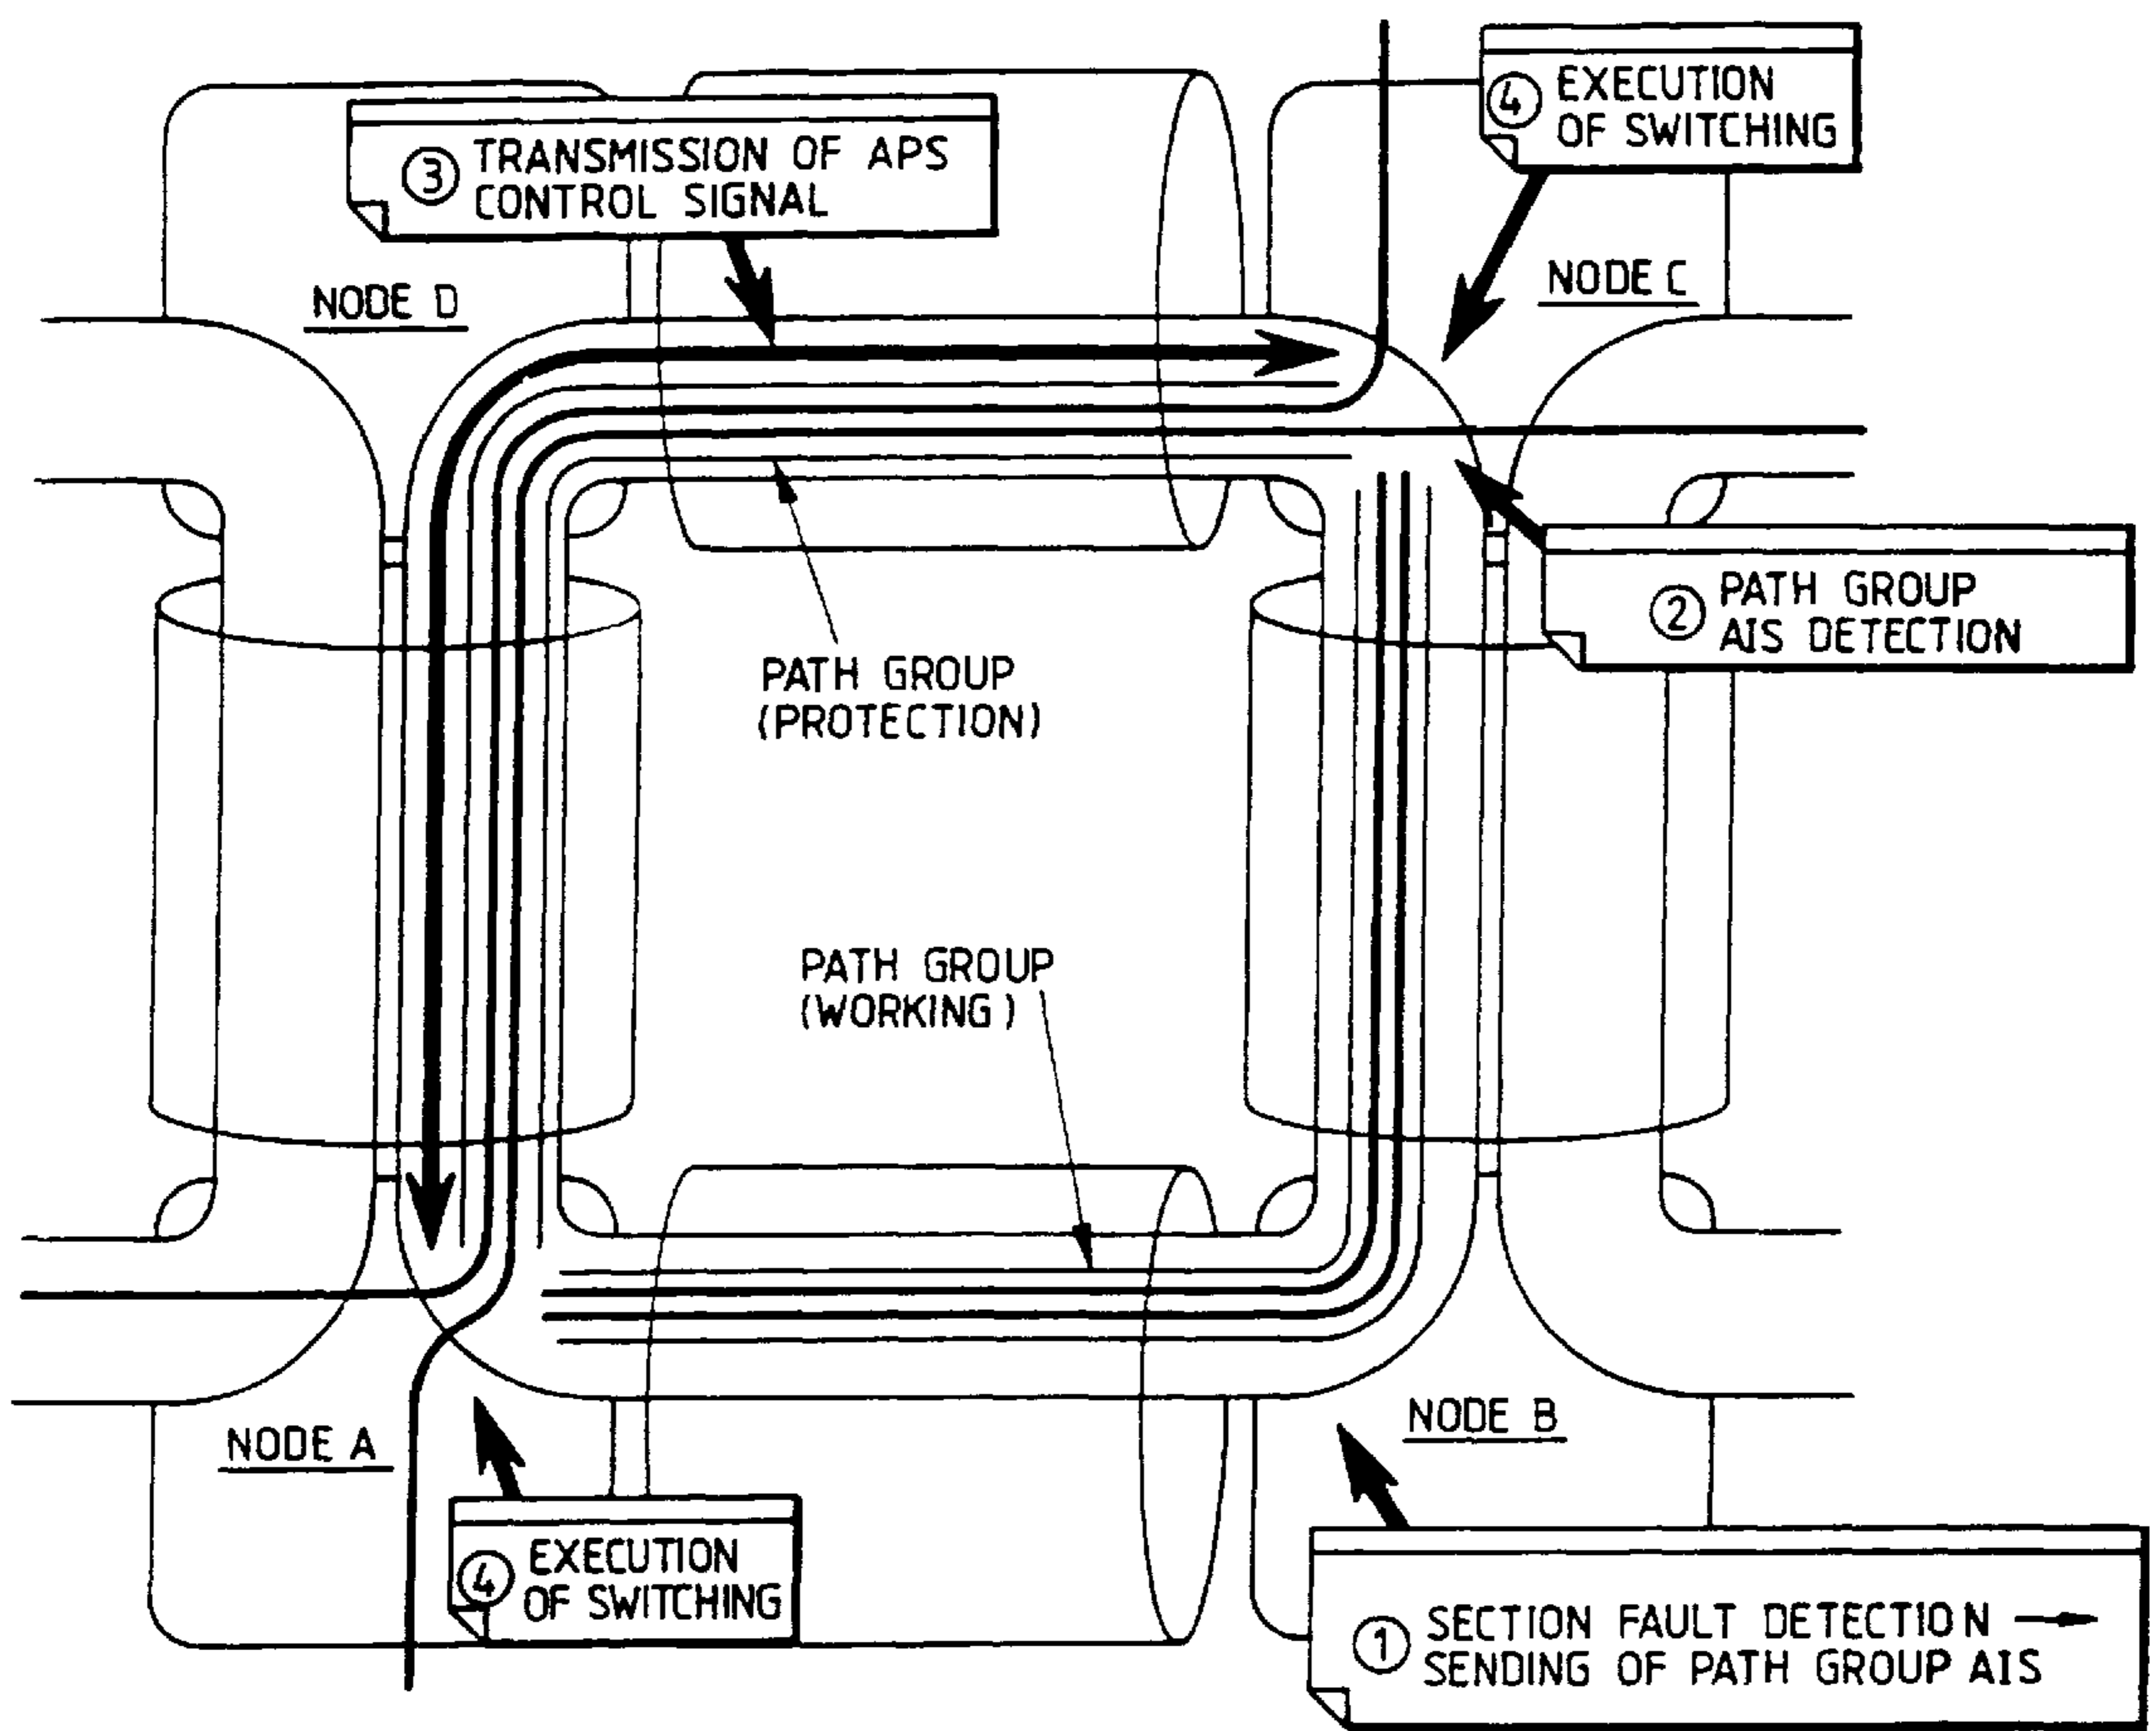 ④ EXECUTION
OF SWITCHING
③ TRANSMISSION OF APS
CONTROL SIGNAL
NODE D
NODE C
② PATH GROUP
AIS DETECTION
PATH GROUP
(PROTECTION)
PATH GROUP
(WORKING)
NODE A
NODE B
④ EXECUTION
OF SWITCHING
① SECTION FAULT DETECTION →
SENDING OF PATH GROUP AIS